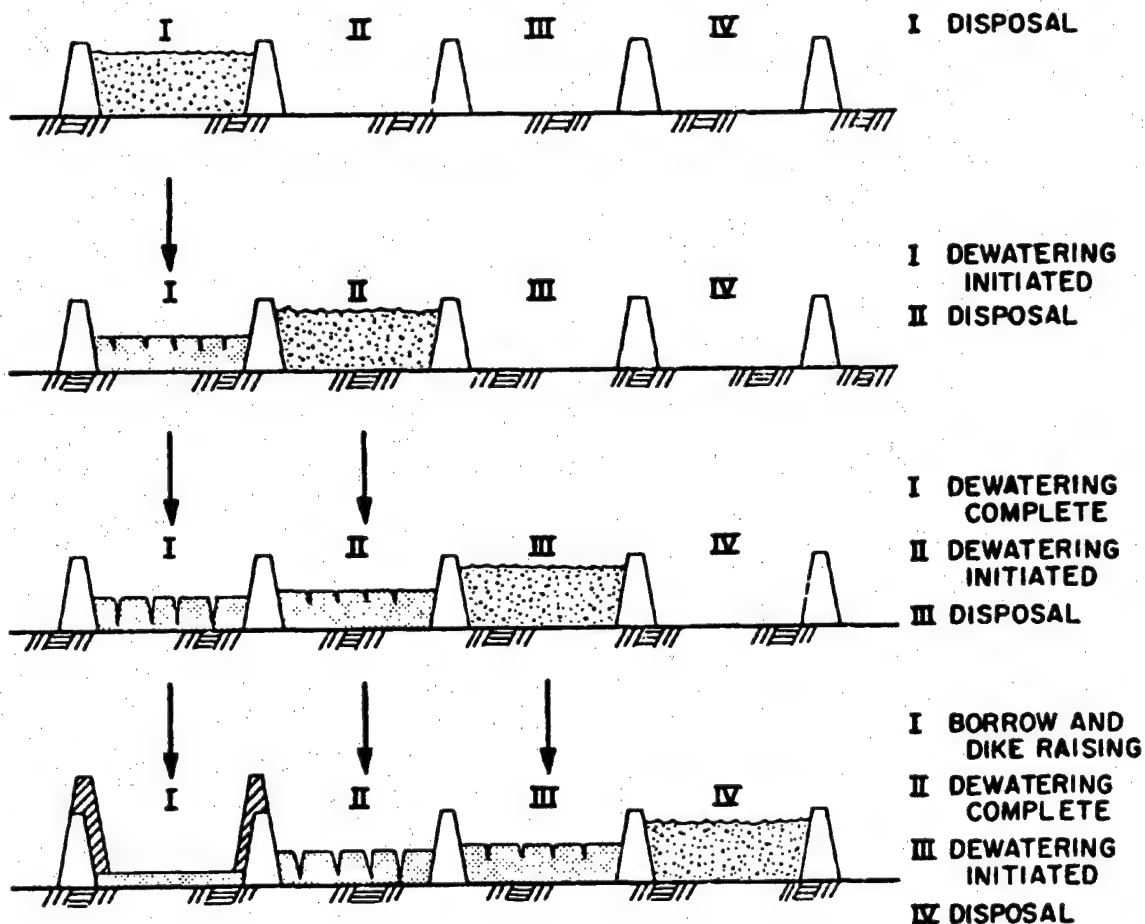 I II III IV
I DISPOSAL
I II III IV
I DEWATERING
INITIATED
II DISPOSAL
I II III IV
I DEWATERING
COMPLETE
II DEWATERING
INITIATED
III DISPOSAL
I II III IV
I BORROW AND
DIKE RAISING
II DEWATERING
COMPLETE
III DEWATERING
INITIATED
IV DISPOSAL